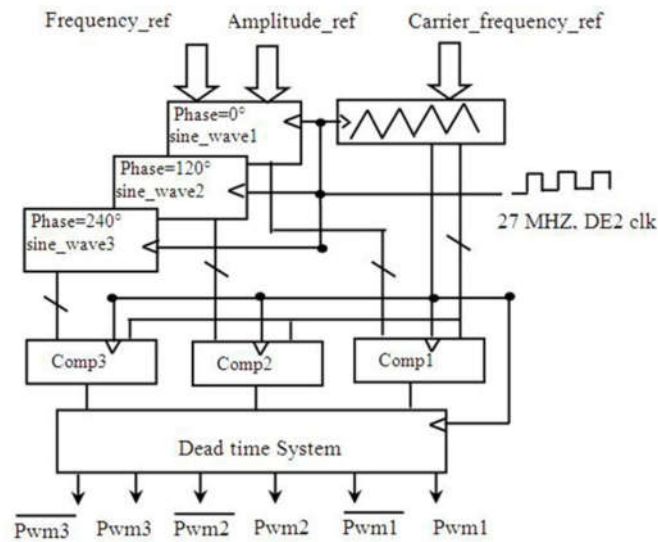 Frequency_ref
Amplitude_ref
Carrier_frequency_ref
Phase=0°
sine_wave1
Phase=120°
sine_wave2
Phase=240°
sine_wave3
27 MHZ, DE2 clk
Comp3
Comp2
Comp1
Dead time System
Pwm3 Pwm3 Pwm2 Pwm2 Pwm1 Pwm1